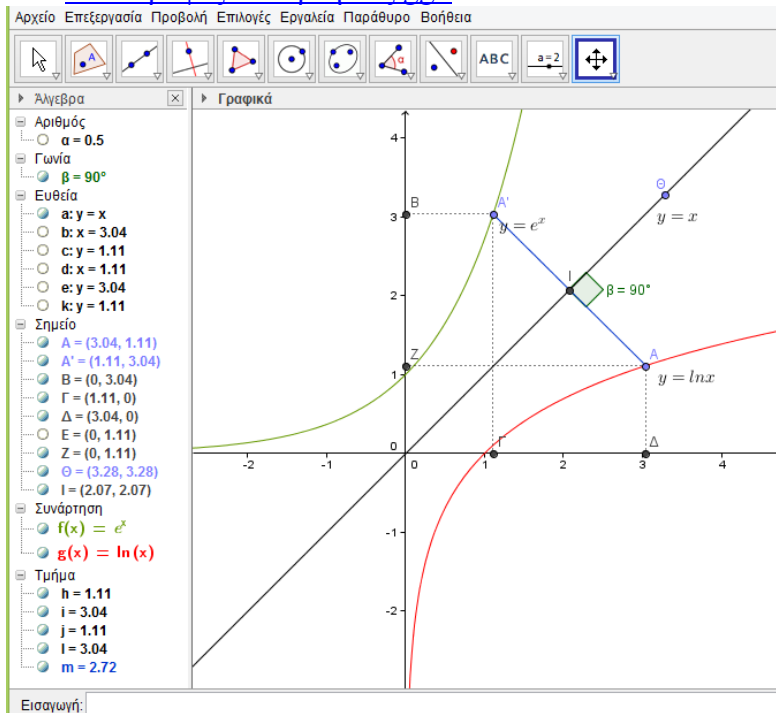 Αρχείο Επεξεργασία Προβολή Επιλογές Εργαλεία Παράθυρο Βοήθεια
A α ABC a=2
Άλγεβρα
Γραφικά
Αριθμός
α = 0.5
Γωνία
β = 90°
Ευθεία
a: y = x
b: x = 3.04
c: y = 1.11
d: x = 1.11
e: y = 3.04
k: y = 1.11
Σημείο
A = (3.04, 1.11)
A' = (1.11, 3.04)
B = (0, 3.04)
Γ = (1.11, 0)
Δ = (3.04, 0)
E = (0, 1.11)
Z = (0, 1.11)
Θ = (3.28, 3.28)
I = (2.07, 2.07)
Συνάρτηση
f(x) = eˣ
g(x) = ln (x)
Τμήμα
h = 1.11
i = 3.04
j = 1.11
l = 3.04
m = 2.72
4
Θ
B A'
3 y = eˣ y = x
I
2 β = 90°
Z A
1 y = lnx
0 Γ Δ
-2 -1 0 1 2 3 4
-1
-2
Εισαγωγή: